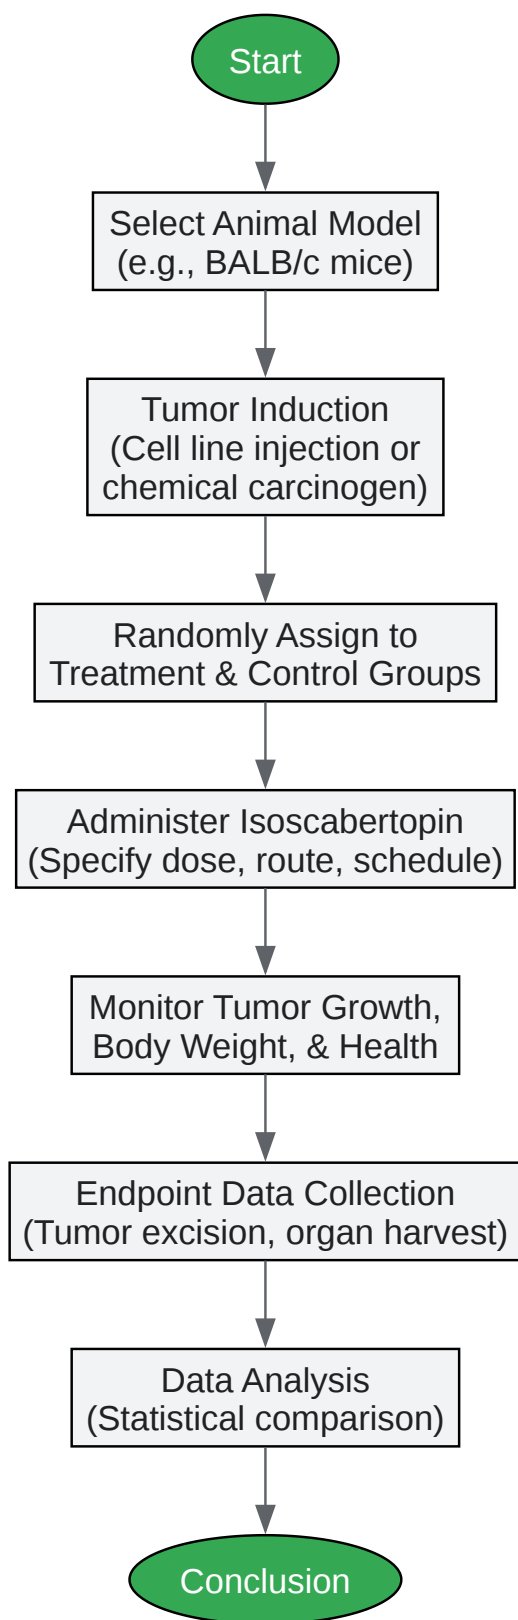 Start
Select Animal Model
(e.g., BALB/c mice)
Tumor Induction
(Cell line injection or
chemical carcinogen)
Randomly Assign to
Treatment & Control Groups
Administer Isoscabertopin
(Specify dose, route, schedule)
Monitor Tumor Growth,
Body Weight, & Health
Endpoint Data Collection
(Tumor excision, organ harvest)
Data Analysis
(Statistical comparison)
Conclusion